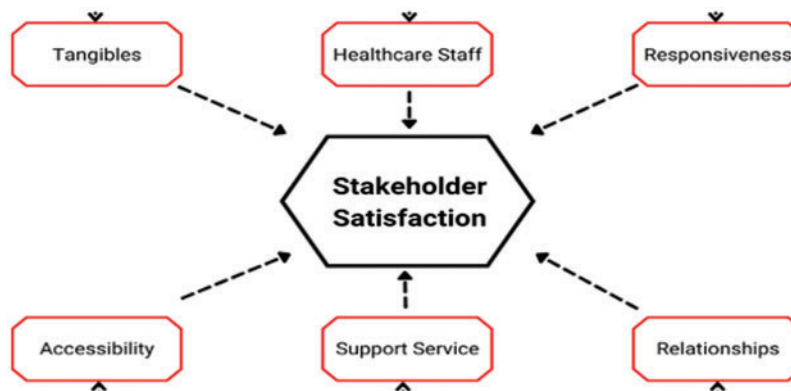 Tangibles
Healthcare Staff
Responsiveness
Stakeholder
Satisfaction
Accessibility
Support Service
Relationships